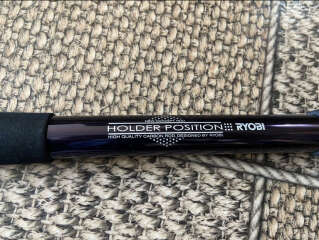 HOLDER POSITION RYOBI
HIGH QUALITY CARBON ROD DESIGNED BY RYOBI